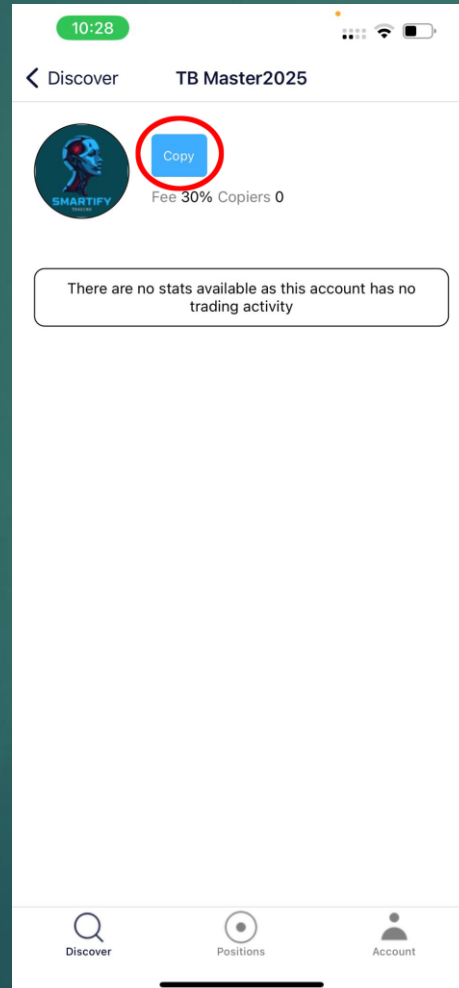 10:28
Discover TB Master2025
Copy
SMARTIFY
TRADING
Fee 30% Copiers 0
There are no stats available as this account has no
trading activity
Discover Positions Account